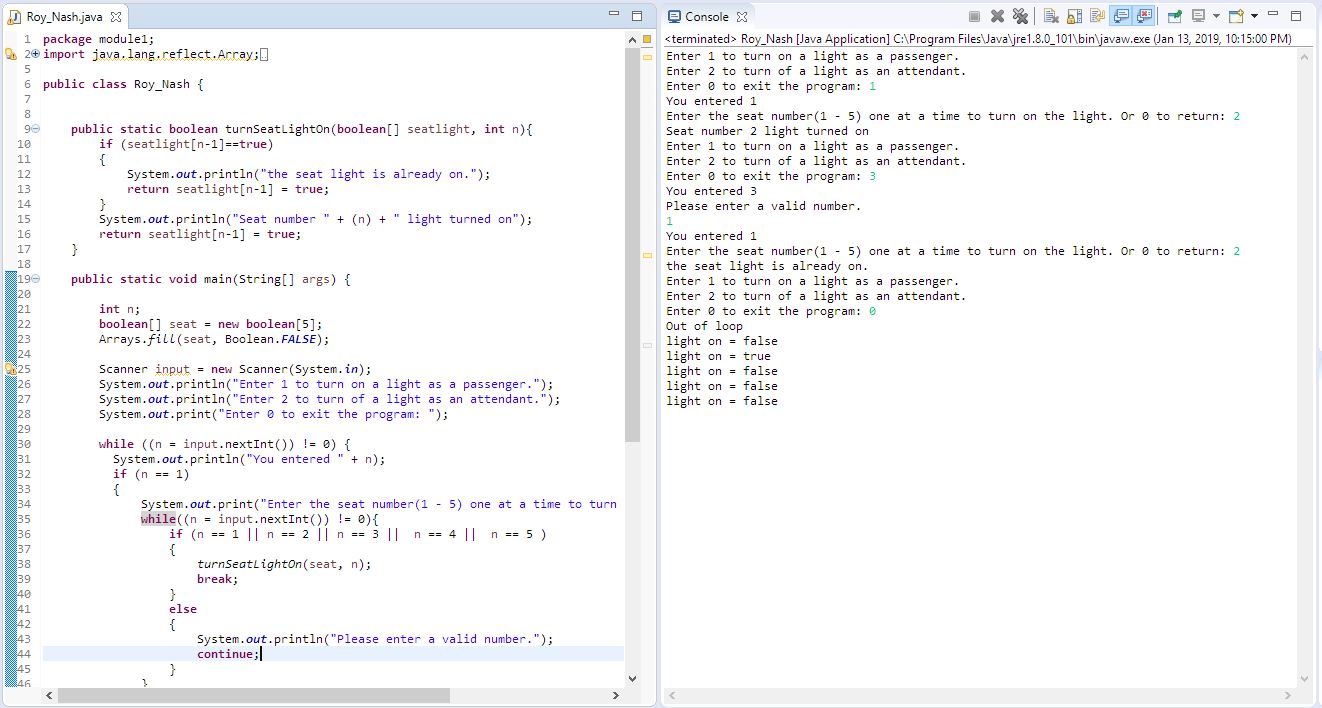 Roy_Nash.java
1 package module1;
2 import java.lang.reflect.Array;
5
6 public class Roy_Nash {
7
8
9 public static boolean turnSeatLightOn(boolean[] seatlight, int n){
10 if (seatlight[n-1]==true)
11 {
12 System.out.println("the seat light is already on.");
13 return seatlight[n-1] = true;
14 }
15 System.out.println("Seat number " + (n) + " light turned on");
16 return seatlight[n-1] = true;
17 }
18
19 public static void main(String[] args) {
20
21 int n;
22 boolean[] seat = new boolean[5];
23 Arrays.fill(seat, Boolean.FALSE);
24
25 Scanner input = new Scanner(System.in);
26 System.out.println("Enter 1 to turn on a light as a passenger.");
27 System.out.println("Enter 2 to turn of a light as an attendant.");
28 System.out.print("Enter 0 to exit the program: ");
29
30 while ((n = input.nextInt()) != 0) {
31 System.out.println("You entered " + n);
32 if (n == 1)
33 {
34 System.out.print("Enter the seat number(1 - 5) one at a time to turn
35 while((n = input.nextInt()) != 0){
36 if (n == 1 || n == 2 || n == 3 || n == 4 || n == 5 )
37 {
38 turnSeatLightOn(seat, n);
39 break;
40 }
41 else
42 {
43 System.out.println("Please enter a valid number.");
44 continue;
45 }
46 }
Console
<terminated> Roy_Nash [Java Application] C:\Program Files\Java\jre1.8.0_101\bin\javaw.exe (Jan 13, 2019, 10:15:00 PM)
Enter 1 to turn on a light as a passenger.
Enter 2 to turn of a light as an attendant.
Enter 0 to exit the program: 1
You entered 1
Enter the seat number(1 - 5) one at a time to turn on the light. Or 0 to return: 2
Seat number 2 light turned on
Enter 1 to turn on a light as a passenger.
Enter 2 to turn of a light as an attendant.
Enter 0 to exit the program: 3
You entered 3
Please enter a valid number.
1
You entered 1
Enter the seat number(1 - 5) one at a time to turn on the light. Or 0 to return: 2
the seat light is already on.
Enter 1 to turn on a light as a passenger.
Enter 2 to turn of a light as an attendant.
Enter 0 to exit the program: 0
Out of loop
light on = false
light on = true
light on = false
light on = false
light on = false